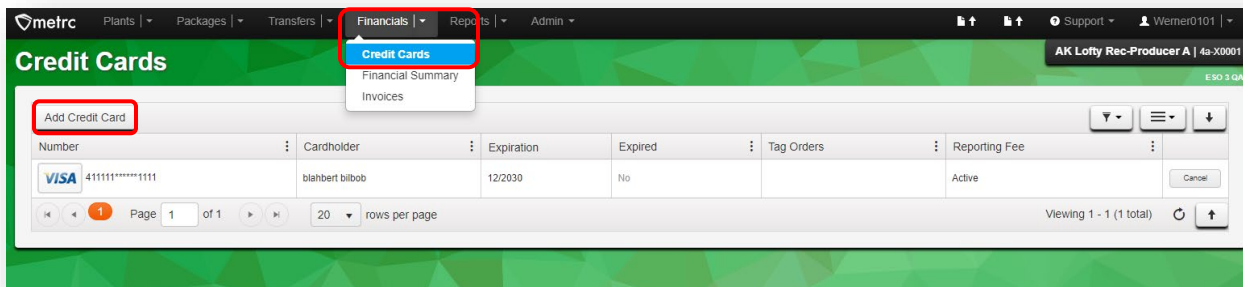 metrc Plants Packages Transfers Financials Reports Admin Support Werner0101
Credit Cards
AK Lofty Rec-Producer A | 4a-X0001
Credit Cards
ESO 3 QA
Financial Summary
Invoices
Add Credit Card
Number Cardholder Expiration Expired Tag Orders Reporting Fee
VISA 411111******1111 blahbert bilbob 12/2030 No Active Cancel
1 Page 1 of 1 20 rows per page Viewing 1 - 1 (1 total)